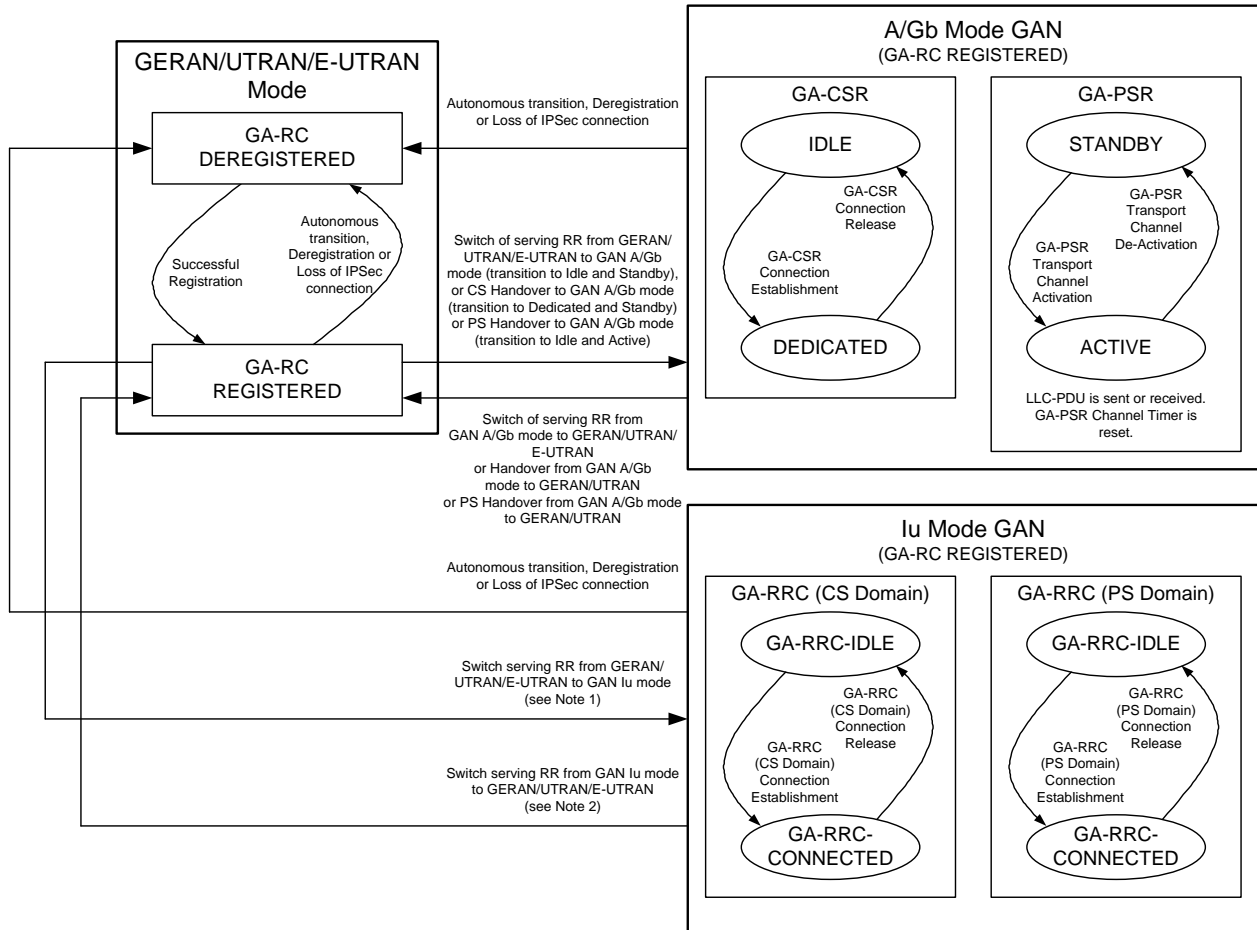 GERAN/UTRAN/E-UTRAN
Mode
GA-RC
DEREGISTERED
Successful
Registration
Autonomous
transition,
Deregistration or
Loss of IPSec
connection
GA-RC
REGISTERED
Autonomous transition, Deregistration
or Loss of IPSec connection
Switch of serving RR from GERAN/
UTRAN/E-UTRAN to GAN A/Gb
mode (transition to Idle and Standby),
or CS Handover to GAN A/Gb mode
(transition to Dedicated and Standby)
or PS Handover to GAN A/Gb mode
(transition to Idle and Active)
Switch of serving RR from
GAN A/Gb mode to GERAN/UTRAN/
E-UTRAN
or Handover from GAN A/Gb
mode to GERAN/UTRAN
or PS Handover from GAN A/Gb mode
to GERAN/UTRAN
Autonomous transition, Deregistration
or Loss of IPSec connection
Switch serving RR from GERAN/
UTRAN/E-UTRAN to GAN Iu mode
(see Note 1)
Switch serving RR from GAN Iu mode
to GERAN/UTRAN/E-UTRAN
(see Note 2)
A/Gb Mode GAN
(GA-RC REGISTERED)
GA-CSR
IDLE
GA-CSR
Connection
Release
GA-CSR
Connection
Establishment
DEDICATED
GA-PSR
STANDBY
GA-PSR
Transport
Channel
De-Activation
GA-PSR
Transport
Channel
Activation
ACTIVE
LLC-PDU is sent or received.
GA-PSR Channel Timer is
reset.
Iu Mode GAN
(GA-RC REGISTERED)
GA-RRC (CS Domain)
GA-RRC-IDLE
GA-RRC
(CS Domain)
Connection
Release
GA-RRC
(CS Domain)
Connection
Establishment
GA-RRC-
CONNECTED
GA-RRC (PS Domain)
GA-RRC-IDLE
GA-RRC
(PS Domain)
Connection
Release
GA-RRC
(PS Domain)
Connection
Establishment
GA-RRC-
CONNECTED